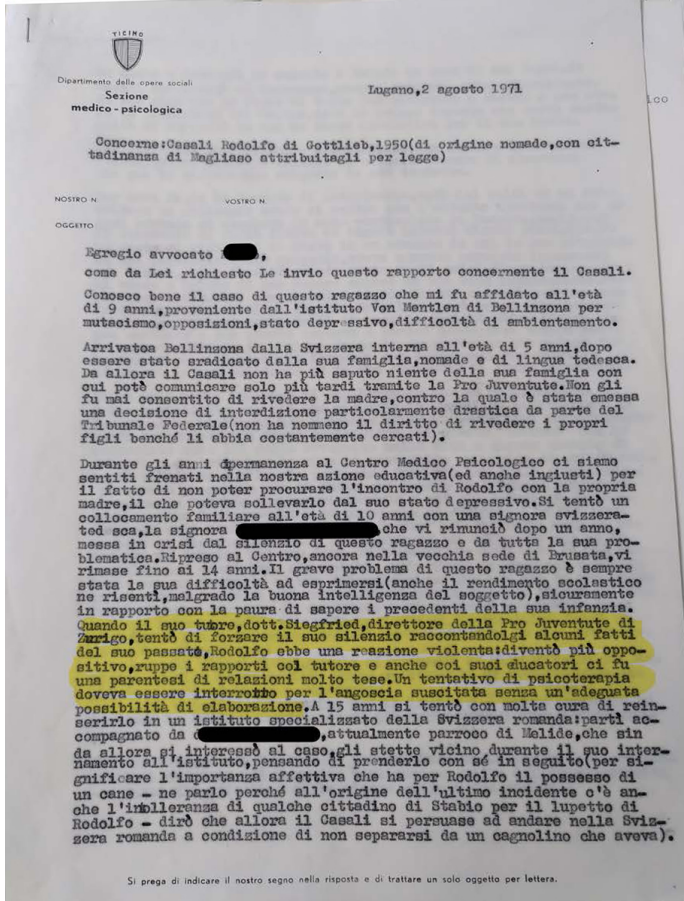 TICINO
Dipartimento delle opere sociali
Sezione
medico - psicologica
Lugano,2 agosto 1971
ico
Concerne:Casali Rodolfo di Gottlieb,1950(di origine nomade,con cit-
tadinanza di Magliaso attribuitagli per legge)
NOSTRO N. VOSTRO N.
OGGETTO
Egregio avvocato ,
come da Lei richiesto Le invio questo rapporto concernente il Casali.
Conosco bene il caso di questo ragazzo che mi fu affidato all'età
di 9 anni,proveniente dall'istituto Von Mentlen di Bellinzona per
mutacismo,opposizioni,stato depressivo,difficoltà di ambientamento.
Arrivatoa Bellinzona dalla Svizzera interna all'età di 5 anni,dopo
essere stato sradicato dalla sua famiglia,nomade e di lingua tedesca.
Da allora il Casali non ha più saputo niente della sua famiglia con
cui potò comunicare solo più tardi tramite la Pro Juventute.Non gli
fu mai consentito di rivedere la madre,contro la quale è stata emessa
una decisione di interdizione particolarmente drastica da parte del
Tribunale Federale(non ha nemmeno il diritto di rivedere i propri
figli benchè li abbia costantemente cercati).
Durante gli anni permanenza al Centro Medico Psicologico ci siamo
sentiti frenati nella nostra azione educativa(ed anche ingiusti) per
il fatto di non poter procurare l'incontro di Rodolfo con la propria
madre,il che poteva sollevarlo dal suo stato depressivo.Si tentò un
collocamento familiare all'età di 10 anni con una signora svizzera-
ted sca,la signora che vi rinunciò dopo un anno,
messa in crisi dal silenzio di questo ragazzo e da tutta la sua pro-
blematica.Ripreso al Centro,ancora nella vecchia sede di Brusata,vi
rimase fino ai 14 anni.Il grave problema di questo ragazzo è sempre
stata la sua difficoltà ad esprimersi(anche il rendimento scolastico
ne risentì,malgrado la buona intelligenza del soggetto),sicuramente
in rapporto con la paura di sapere i precedenti della sua infanzia.
Quando il suo tutore,dott.Siegfried,direttore della Pro Juventute di
Zurigo,tentò di forzare il suo silenzio raccontandolgi alcuni fatti
del suo passato,Rodolfo ebbe una reazione violenta:diventò più oppo-
sitivo,ruppe i rapporti col tutore e anche coi suoi educatori ci fu
una parentesi di relazioni molto tese.Un tentativo di psicoterapia
doveva essere interrotto per l'angoscia suscitata senza un'adeguata
possibilità di elaborazione.A 15 anni si tentò con molta cura di rein-
serirlo in un istituto specializzato della Svizzera romanda:partì ac-
compagnato da ,attualmente parroco di Melide,che sin
da allora si interessò al caso,gli stette vicino durante il suo inter-
namento all'istituto,pensando di prenderlo con sé in seguito(per si-
gnificare l'importanza affettiva che ha per Rodolfo il possesso di
un cane - ne parlo perchè all'origine dell'ultimo incidente c'è an-
che l'intolleranza di qualche cittadino di Stabio per il lupetto di
Rodolfo - dirò che allora il Casali si persuase ad andare nella Sviz-
zera romanda a condizione di non separarsi da un cagnolino che aveva).
Si prega di indicare il nostro segno nella risposta e di trattare un solo oggetto per lettera.